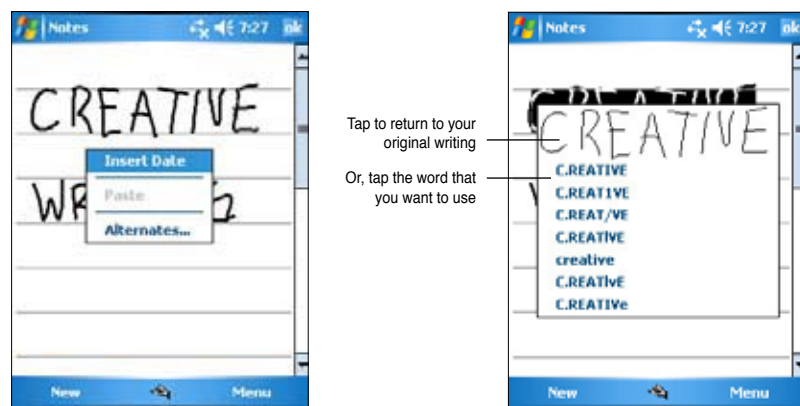 Notes 7:27 ok
CREATIVE
Insert Date
Paste
Alternates...
New Menu
Tap to return to your
original writing
Or, tap the word that
you want to use
Notes 7:27 ok
CREATIVE
C.REATIVE
C.REAT1VE
C.REAT/VE
C.REATlVE
creative
C.REATlvE
C.REATIVe
New Menu